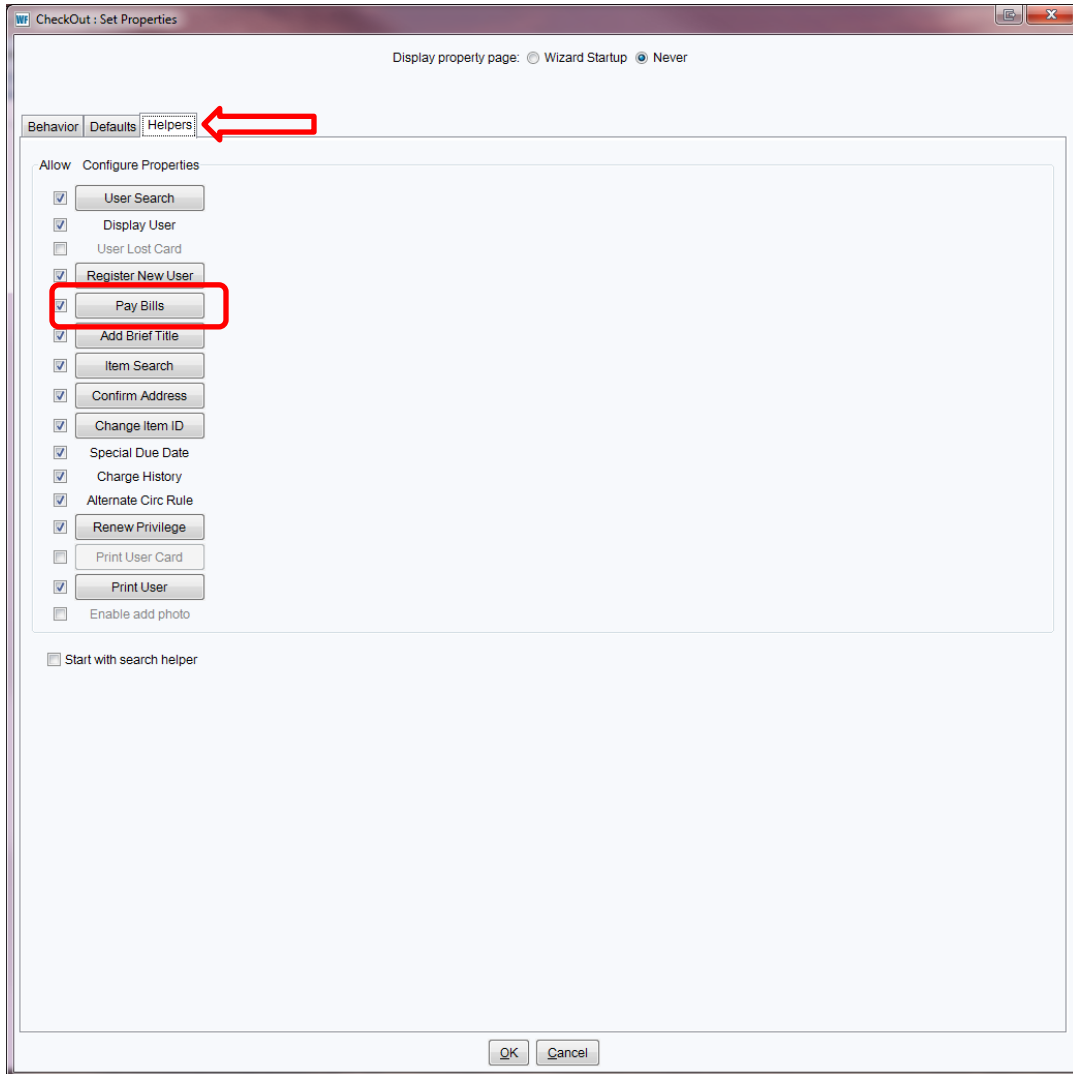 WF CheckOut : Set Properties
Display property page: Wizard Startup Never
Behavior Defaults Helpers
Allow Configure Properties
User Search
Display User
User Lost Card
Register New User
Pay Bills
Add Brief Title
Item Search
Confirm Address
Change Item ID
Special Due Date
Charge History
Alternate Circ Rule
Renew Privilege
Print User Card
Print User
Enable add photo
Start with search helper
OK Cancel